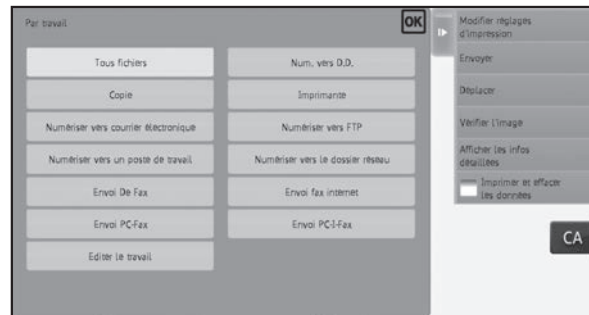 Par travail
OK
Tous fichiers
Num. vers D.D.
Copie
Imprimante
Numériser vers courrier électronique
Numériser vers FTP
Numériser vers un poste de travail
Numériser vers le dossier réseau
Envoi De Fax
Envoi fax internet
Envoi PC-Fax
Envoi PC-I-Fax
Editer le travail
Modifier réglages
d'impression
Envoyer
Déplacer
Vérifier l'image
Afficher les infos
détaillées
Imprimer et effacer
les données
CA